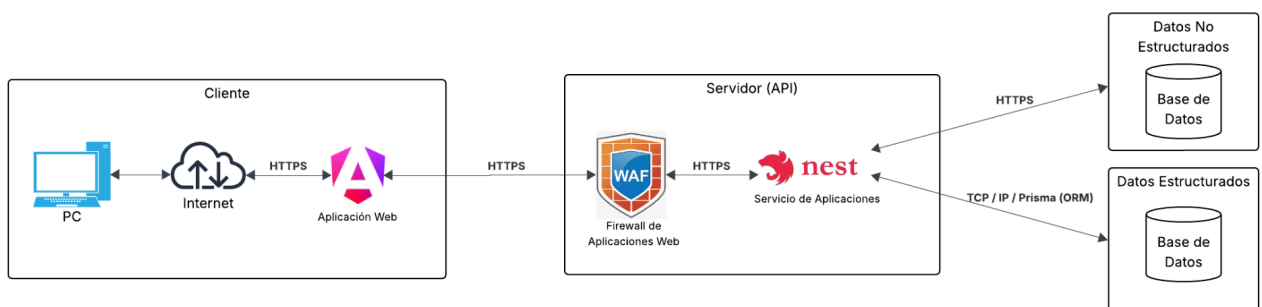 Cliente
PC
Internet
HTTPS
Aplicación Web
HTTPS
Servidor (API)
WAF
Firewall de
Aplicaciones Web
HTTPS
nest
Servicio de Aplicaciones
HTTPS
TCP / IP / Prisma (ORM)
Datos No
Estructurados
Base de
Datos
Datos Estructurados
Base de
Datos